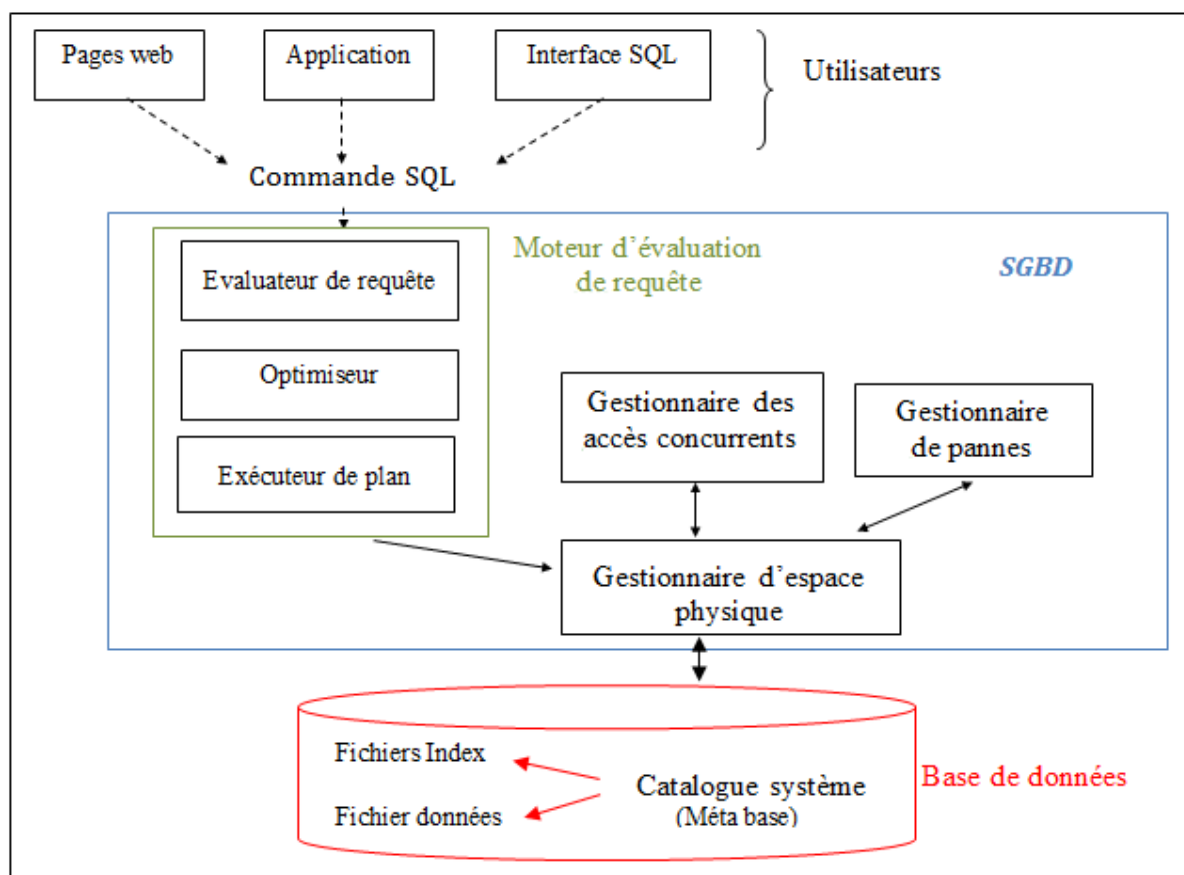 Pages web
Application
Interface SQL
Utilisateurs
Commande SQL
Moteur d'évaluation
de requête
SGBD
Evaluateur de requête
Optimiseur
Exécuteur de plan
Gestionnaire des
accès concurrents
Gestionnaire
de pannes
Gestionnaire d'espace
physique
Fichiers Index
Fichier données
Catalogue système
(Méta base)
Base de données